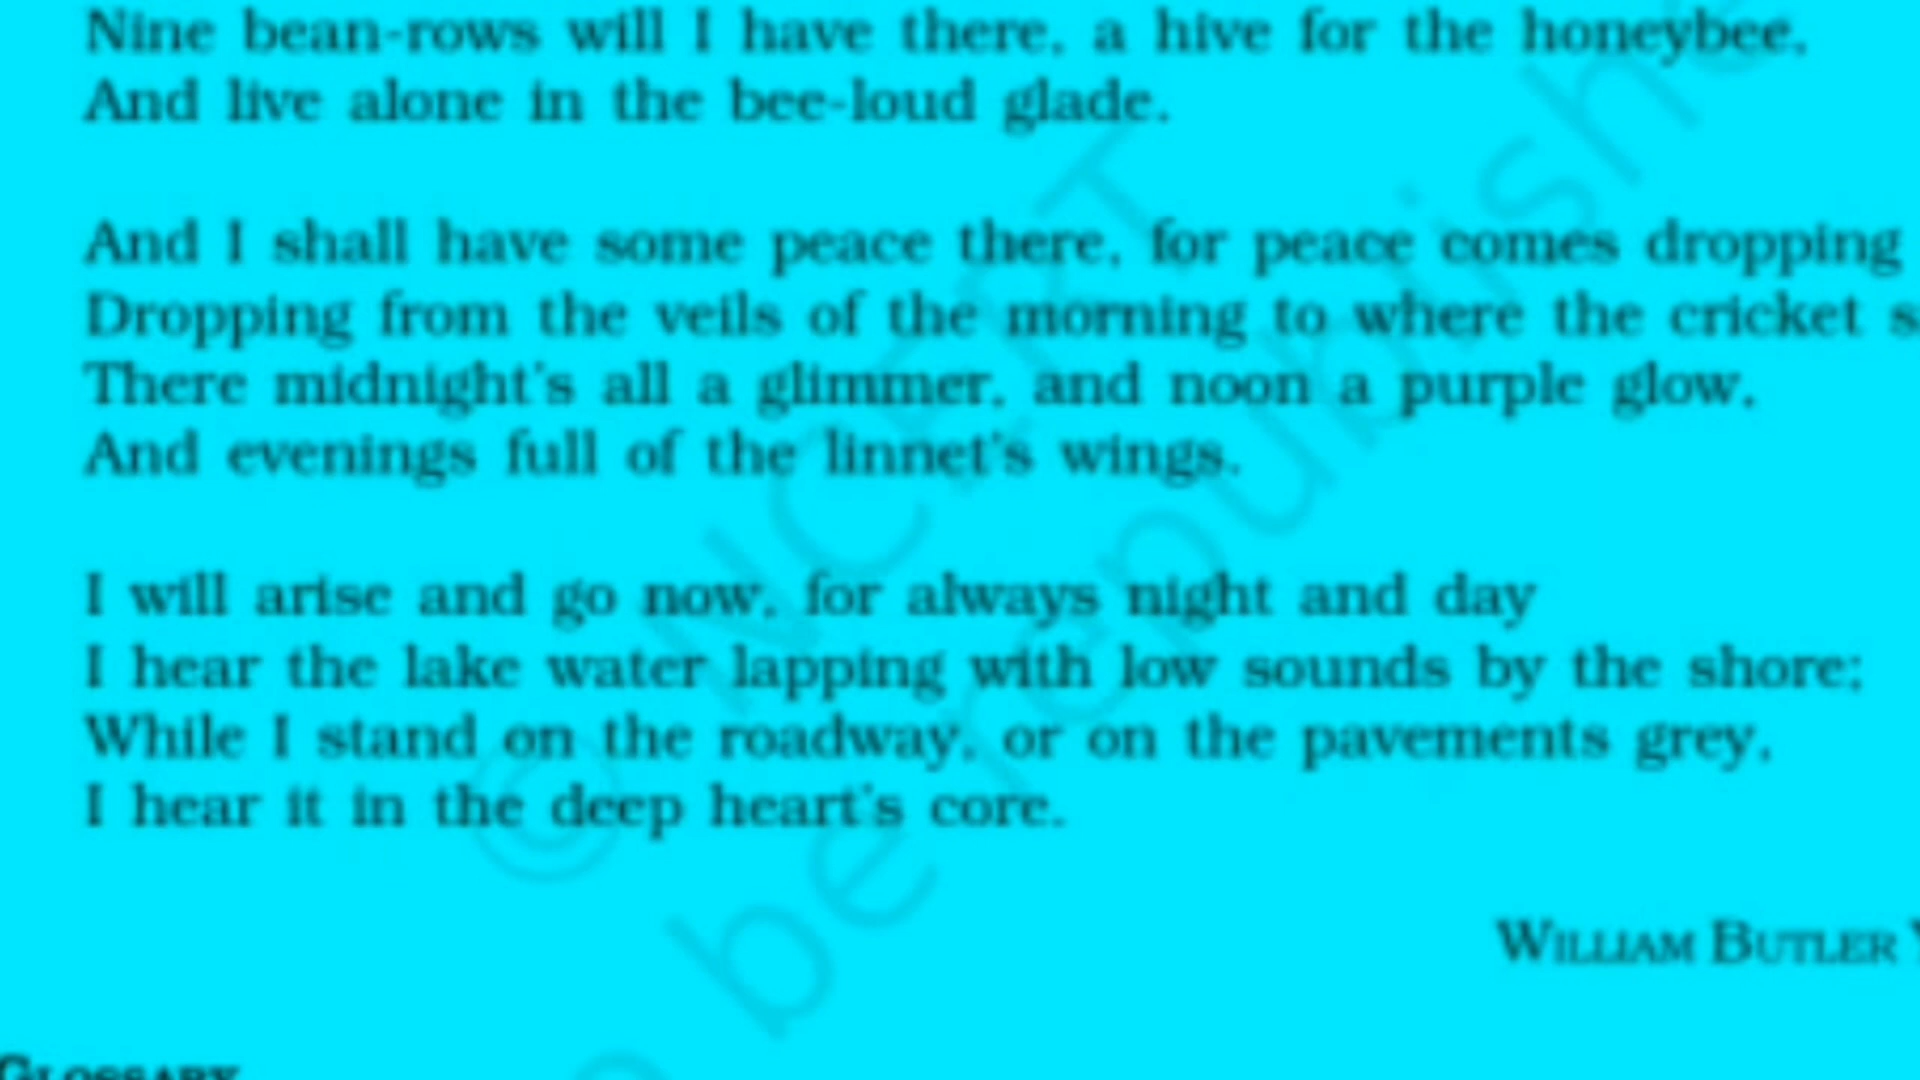 Nine bean-rows will I have there, a hive for the honeybee,
And live alone in the bee-loud glade.
And I shall have some peace there, for peace comes dropping
Dropping from the veils of the morning to where the cricket s
There midnight's all a glimmer, and noon a purple glow,
And evenings full of the linnet's wings.
I will arise and go now, for always night and day
I hear the lake water lapping with low sounds by the shore;
While I stand on the roadway, or on the pavements grey,
I hear it in the deep heart's core.
WILLIAM BUTLER Y
GLOSSARY
© NCERT
be republishe